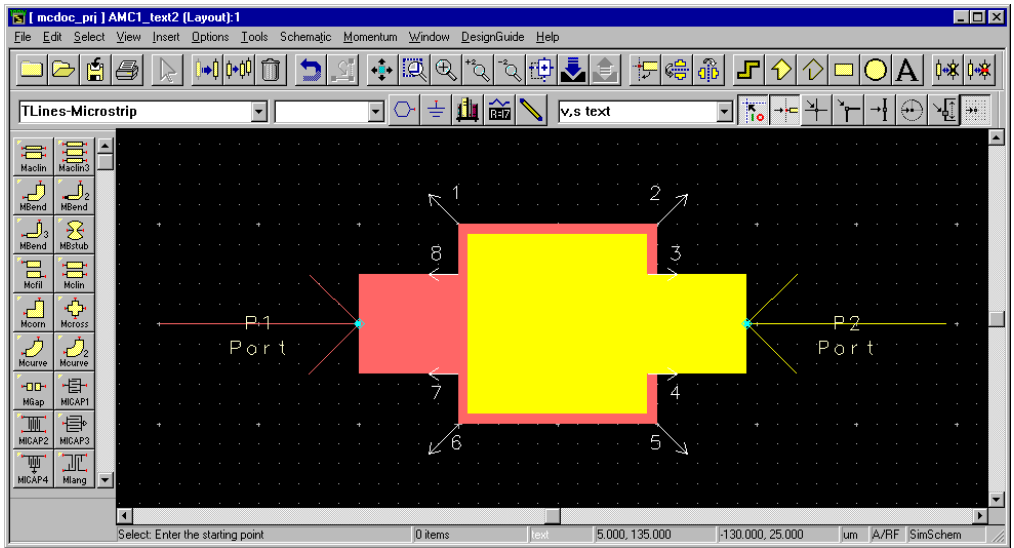 [ mcdoc_prj ] AMC1_text2 (Layout):1
File Edit Select View Insert Options Tools Schematic Momentum Window DesignGuide Help
TLines-Microstrip v,s text
Maclin Maclin3
MBend MBend
MBend MBstub
Mcfil Mclin
Mcorn Mcross
Mcurve Mcurve
MGap MICAP1
MICAP2 MICAP3
MICAP4 Mlang
1 2
8 3
P1 P2
Port Port
7 4
6 5
Select: Enter the starting point 0 items text 5.000, 135.000 -130.000, 25.000 um A/RF SimSchem